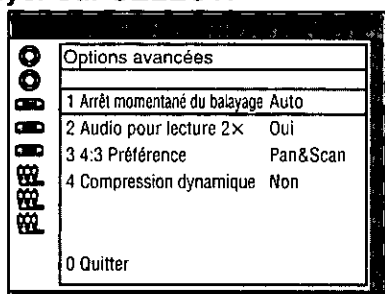 Options avancées
1 Arrêt momentané du balayage Auto
2 Audio pour lecture 2× Oui
3 4:3 Préférence Pan&Scan
4 Compression dynamique Non
0 Quitter